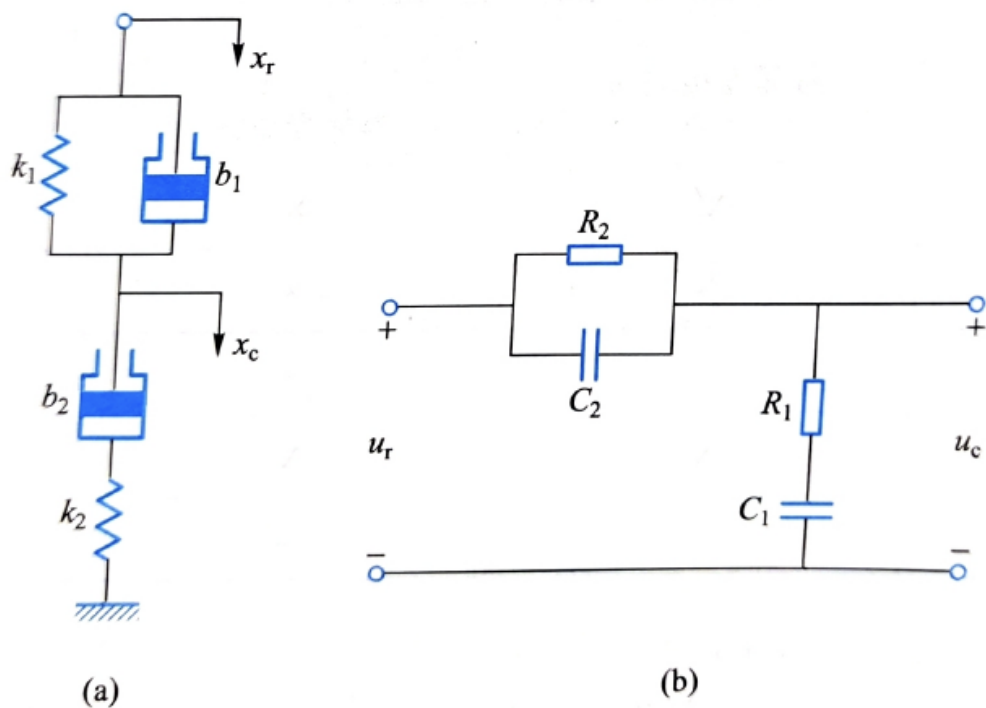 x_r
k_1
b_1
x_c
b_2
k_2
(a)
R_2
+
+
C_2
R_1
u_r
u_c
C_1
−
−
(b)